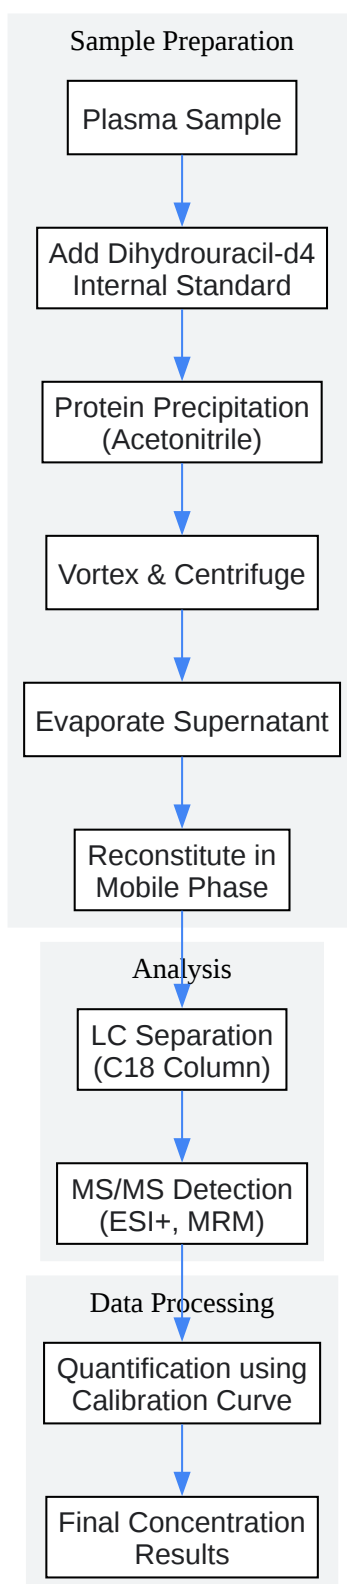 Sample Preparation
Plasma Sample
Add Dihydrouracil-d4
Internal Standard
Protein Precipitation
(Acetonitrile)
Vortex & Centrifuge
Evaporate Supernatant
Reconstitute in
Mobile Phase
Analysis
LC Separation
(C18 Column)
MS/MS Detection
(ESI+, MRM)
Data Processing
Quantification using
Calibration Curve
Final Concentration
Results